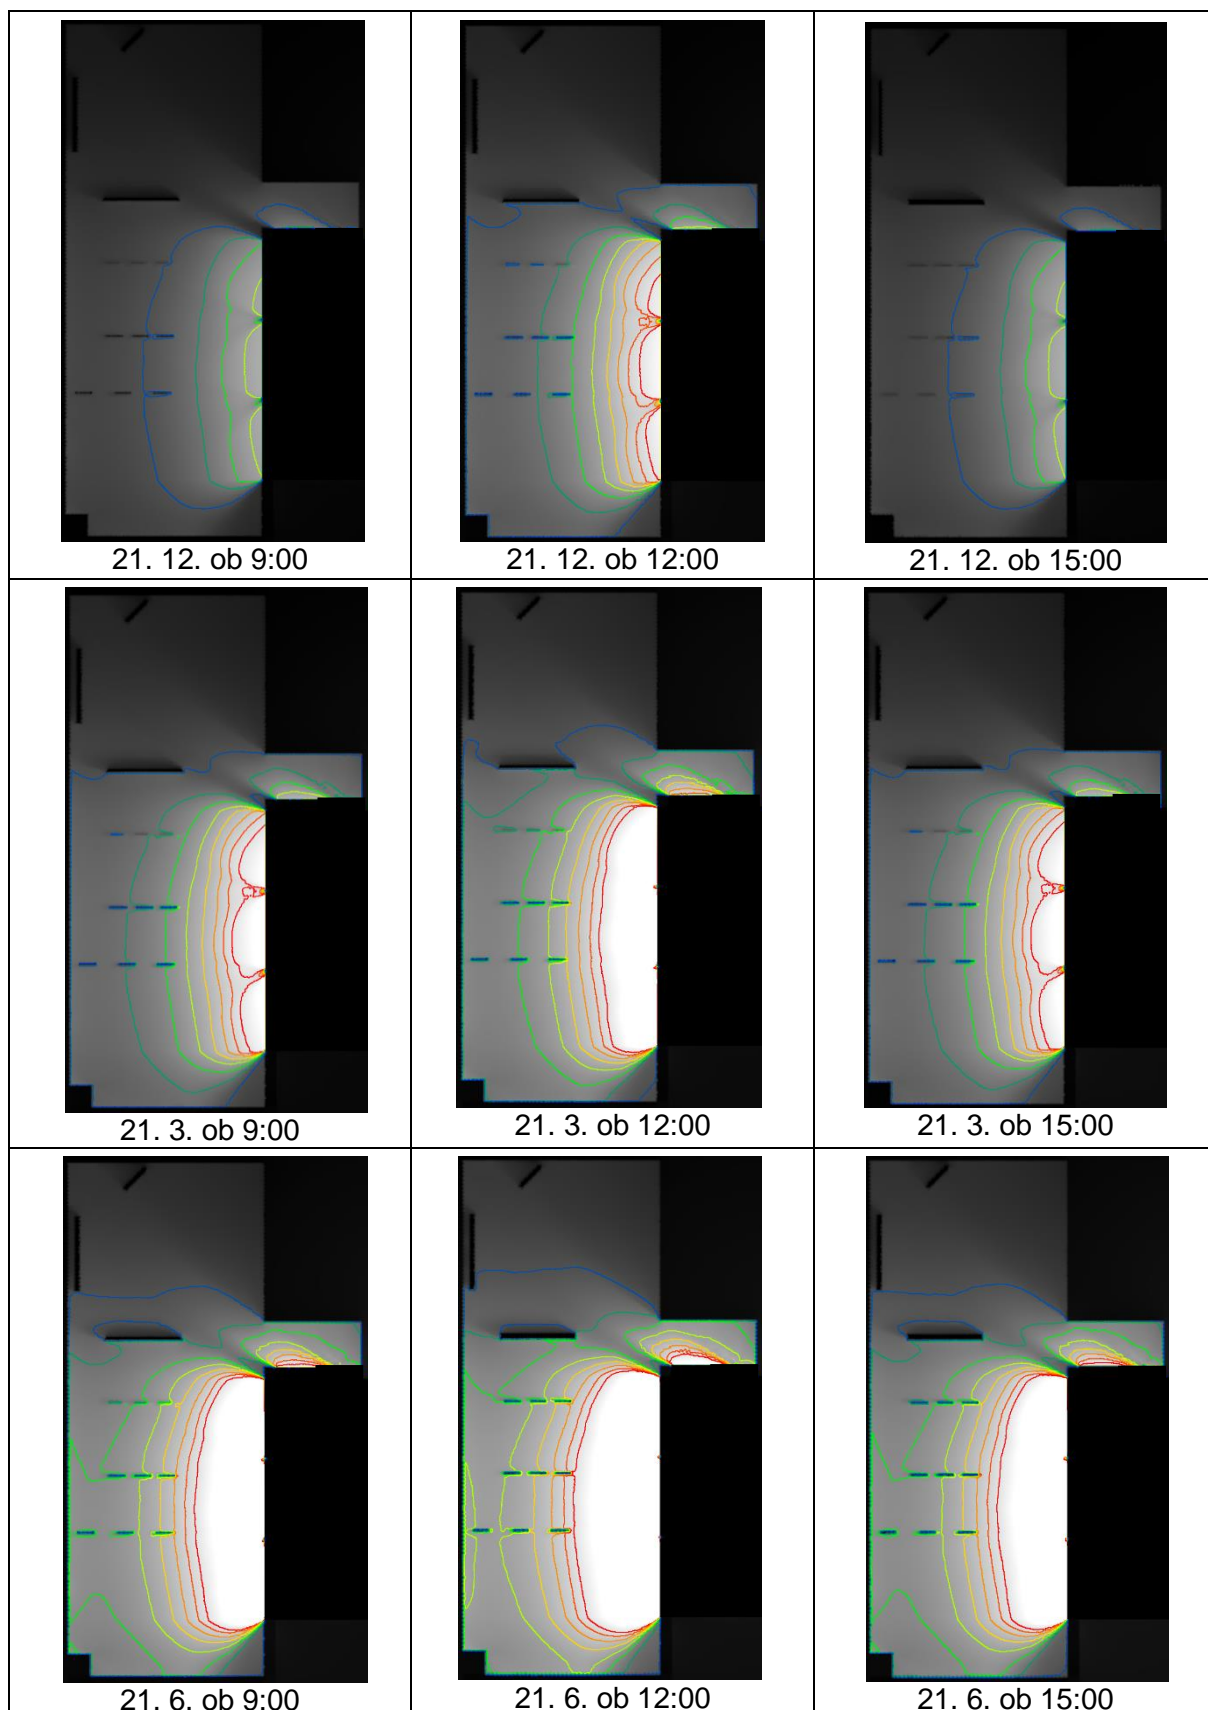 21. 12. ob 9:00
21. 12. ob 12:00
21. 12. ob 15:00
21. 3. ob 9:00
21. 3. ob 12:00
21. 3. ob 15:00
21. 6. ob 9:00
21. 6. ob 12:00
21. 6. ob 15:00